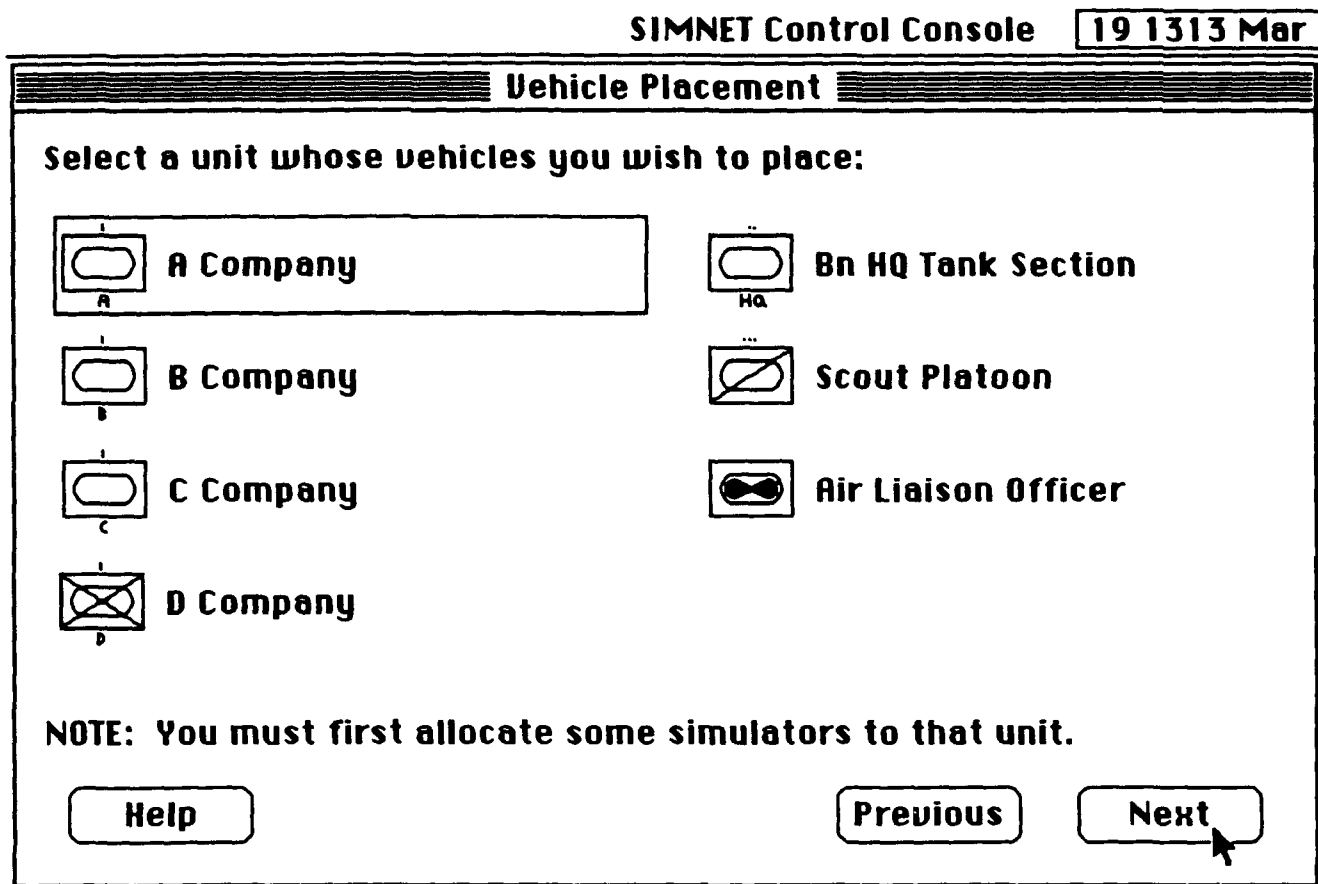 SIMNET Control Console 19 1313 Mar
Vehicle Placement
Select a unit whose vehicles you wish to place:
A Company
A
B Company
B
C Company
C
D Company
D
Bn HQ Tank Section
HQ
Scout Platoon
Air Liaison Officer
NOTE: You must first allocate some simulators to that unit.
Help Previous Next